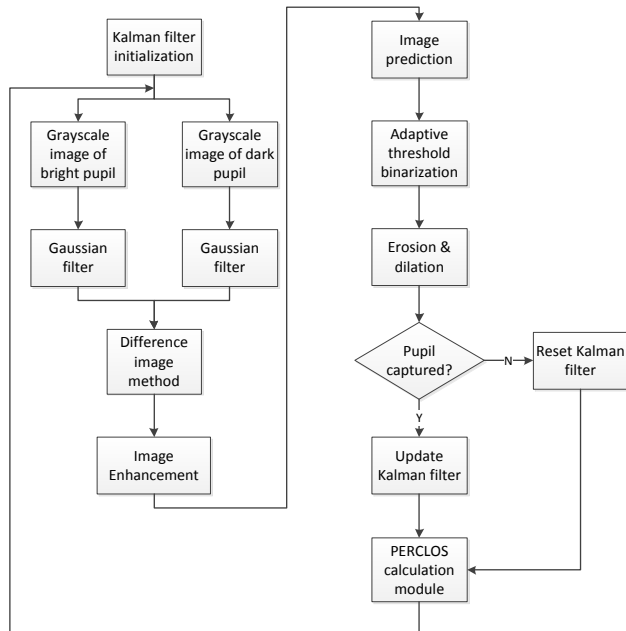 Kalman filter
initialization
Grayscale
image of
bright pupil
Grayscale
image of dark
pupil
Gaussian
filter
Gaussian
filter
Difference
image
method
Image
Enhancement
Image
prediction
Adaptive
threshold
binarization
Erosion &
dilation
Pupil
captured?
N
Reset Kalman
filter
Y
Update
Kalman filter
PERCLOS
calculation
module